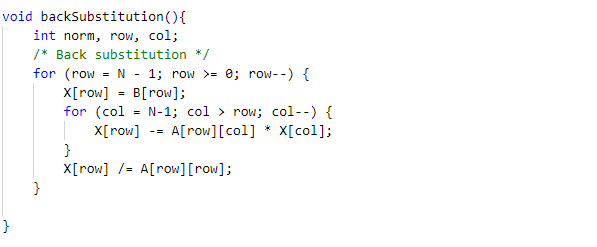 void backSubstitution(){
    int norm, row, col;
    /* Back substitution */
    for (row = N - 1; row >= 0; row--) {
        X[row] = B[row];
        for (col = N-1; col > row; col--) {
            X[row] -= A[row][col] * X[col];
        }
        X[row] /= A[row][row];
    }
}